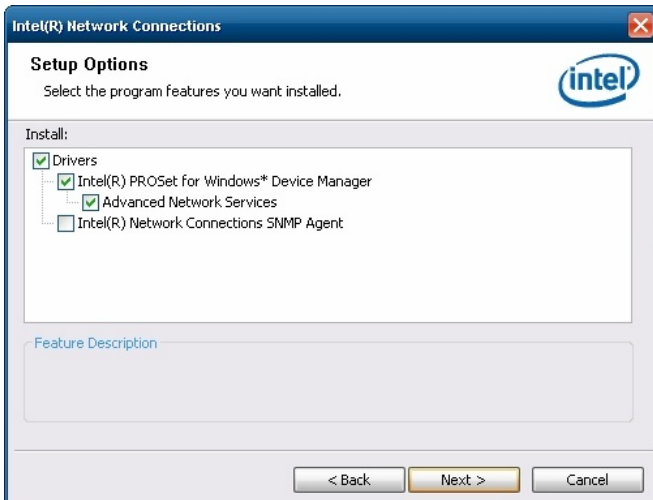 Intel(R) Network Connections
Setup Options
Select the program features you want installed.
intel
Install:
Drivers
Intel(R) PROSet for Windows* Device Manager
Advanced Network Services
Intel(R) Network Connections SNMP Agent
Feature Description
< Back
Next >
Cancel